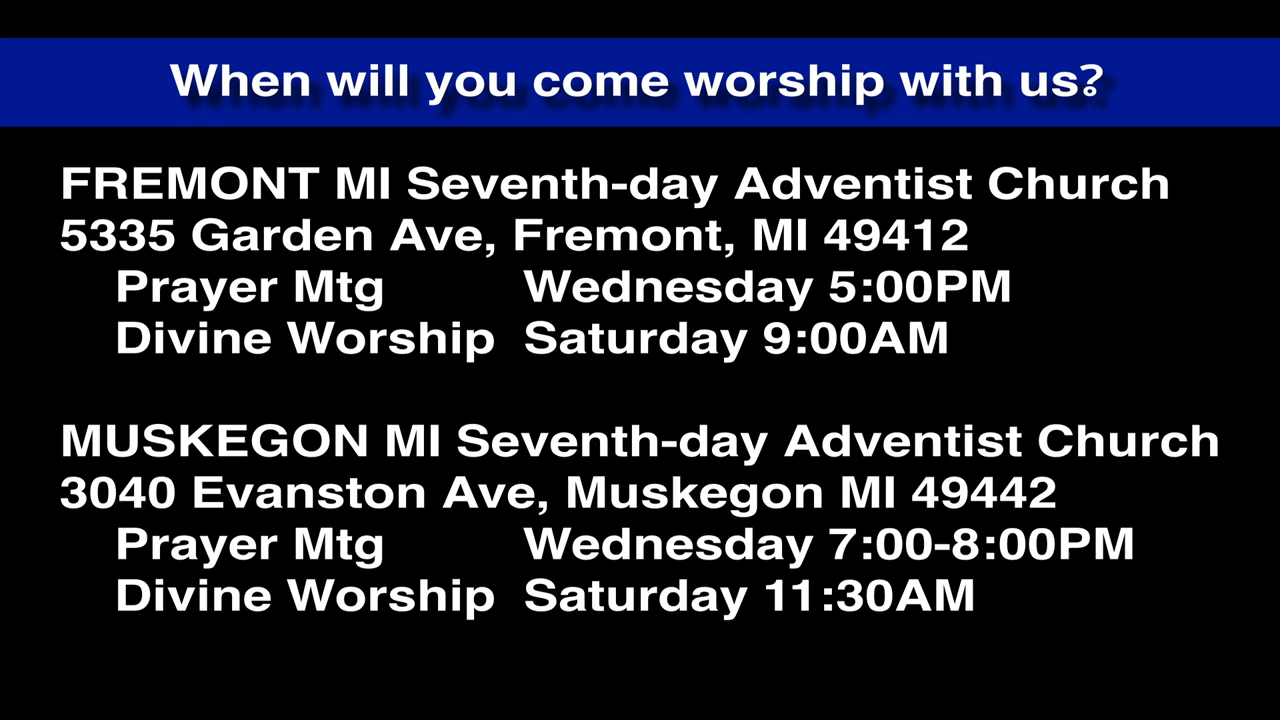 When will you come worship with us?
FREMONT MI Seventh-day Adventist Church
5335 Garden Ave, Fremont, MI 49412
Prayer Mtg Wednesday 5:00PM
Divine Worship Saturday 9:00AM
MUSKEGON MI Seventh-day Adventist Church
3040 Evanston Ave, Muskegon MI 49442
Prayer Mtg Wednesday 7:00-8:00PM
Divine Worship Saturday 11:30AM